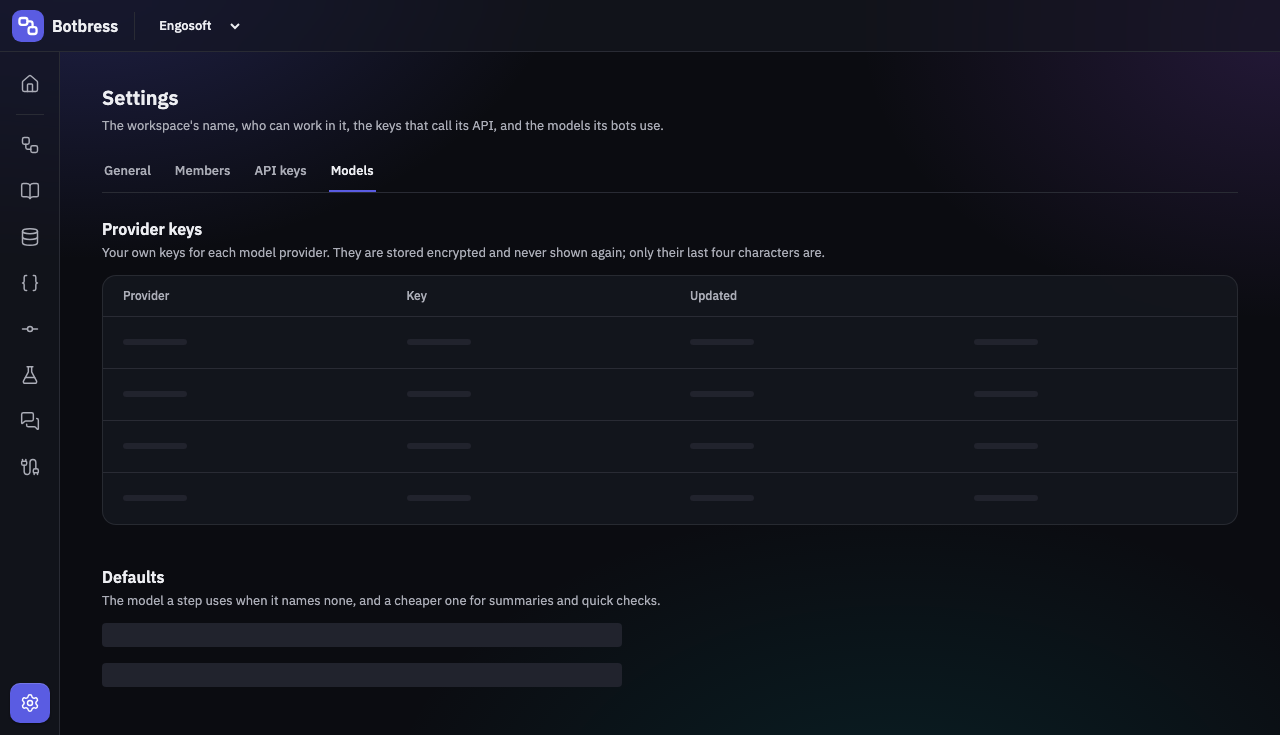 Botbress
Engosoft
Settings
The workspace's name, who can work in it, the keys that call its API, and the models its bots use.
General
Members
API keys
Models
Provider keys
Your own keys for each model provider. They are stored encrypted and never shown again; only their last four characters are.
Provider
Key
Updated
Defaults
The model a step uses when it names none, and a cheaper one for summaries and quick checks.